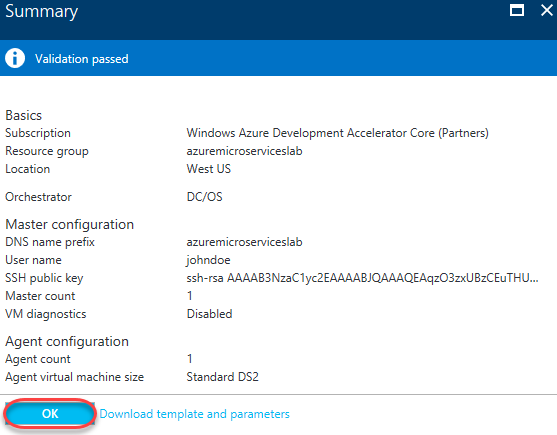 Summary
Validation passed
Basics
Subscription Windows Azure Development Accelerator Core (Partners)
Resource group azuremicroserviceslab
Location West US
Orchestrator DC/OS
Master configuration
DNS name prefix azuremicroserviceslab
User name johndoe
SSH public key ssh-rsa AAAAB3NzaC1yc2EAAAABJQAAAQEAqzO3zxUBzCEuTHU...
Master count 1
VM diagnostics Disabled
Agent configuration
Agent count 1
Agent virtual machine size Standard DS2
OK Download template and parameters